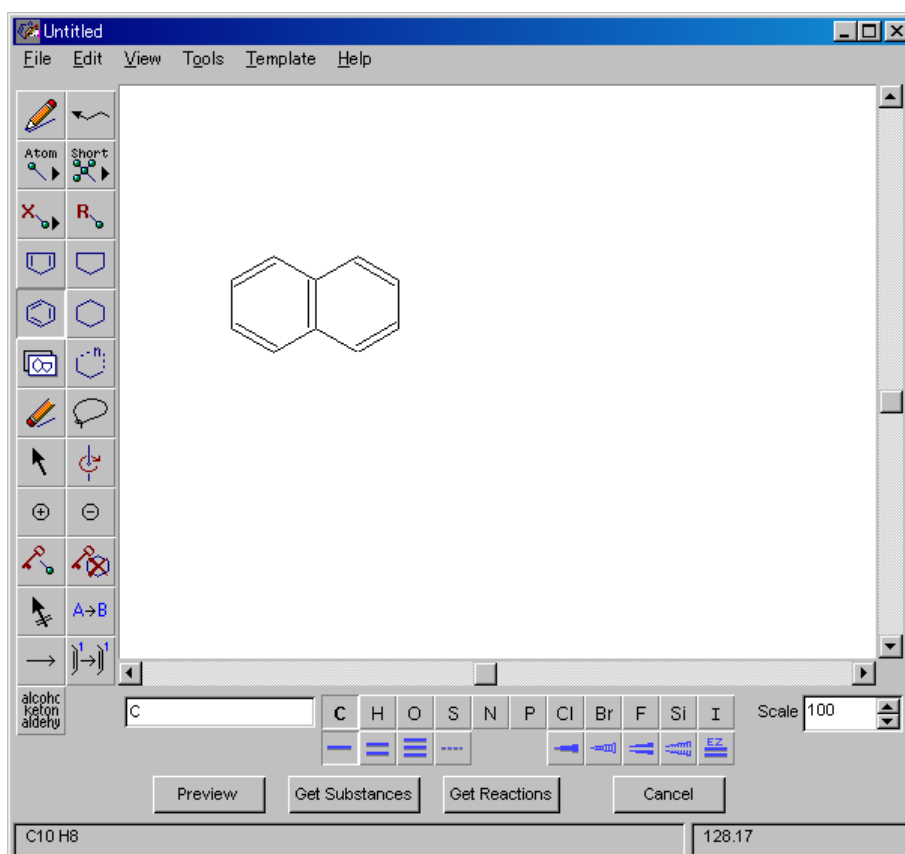 Untitled
File Edit View Tools Template Help
Atom Short
X R
n
A→B
1 1
alcohc
keton
aldehy
C
C H O S N P Cl Br F Si I
Scale 100
EZ
Preview Get Substances Get Reactions Cancel
C10 H8 128.17